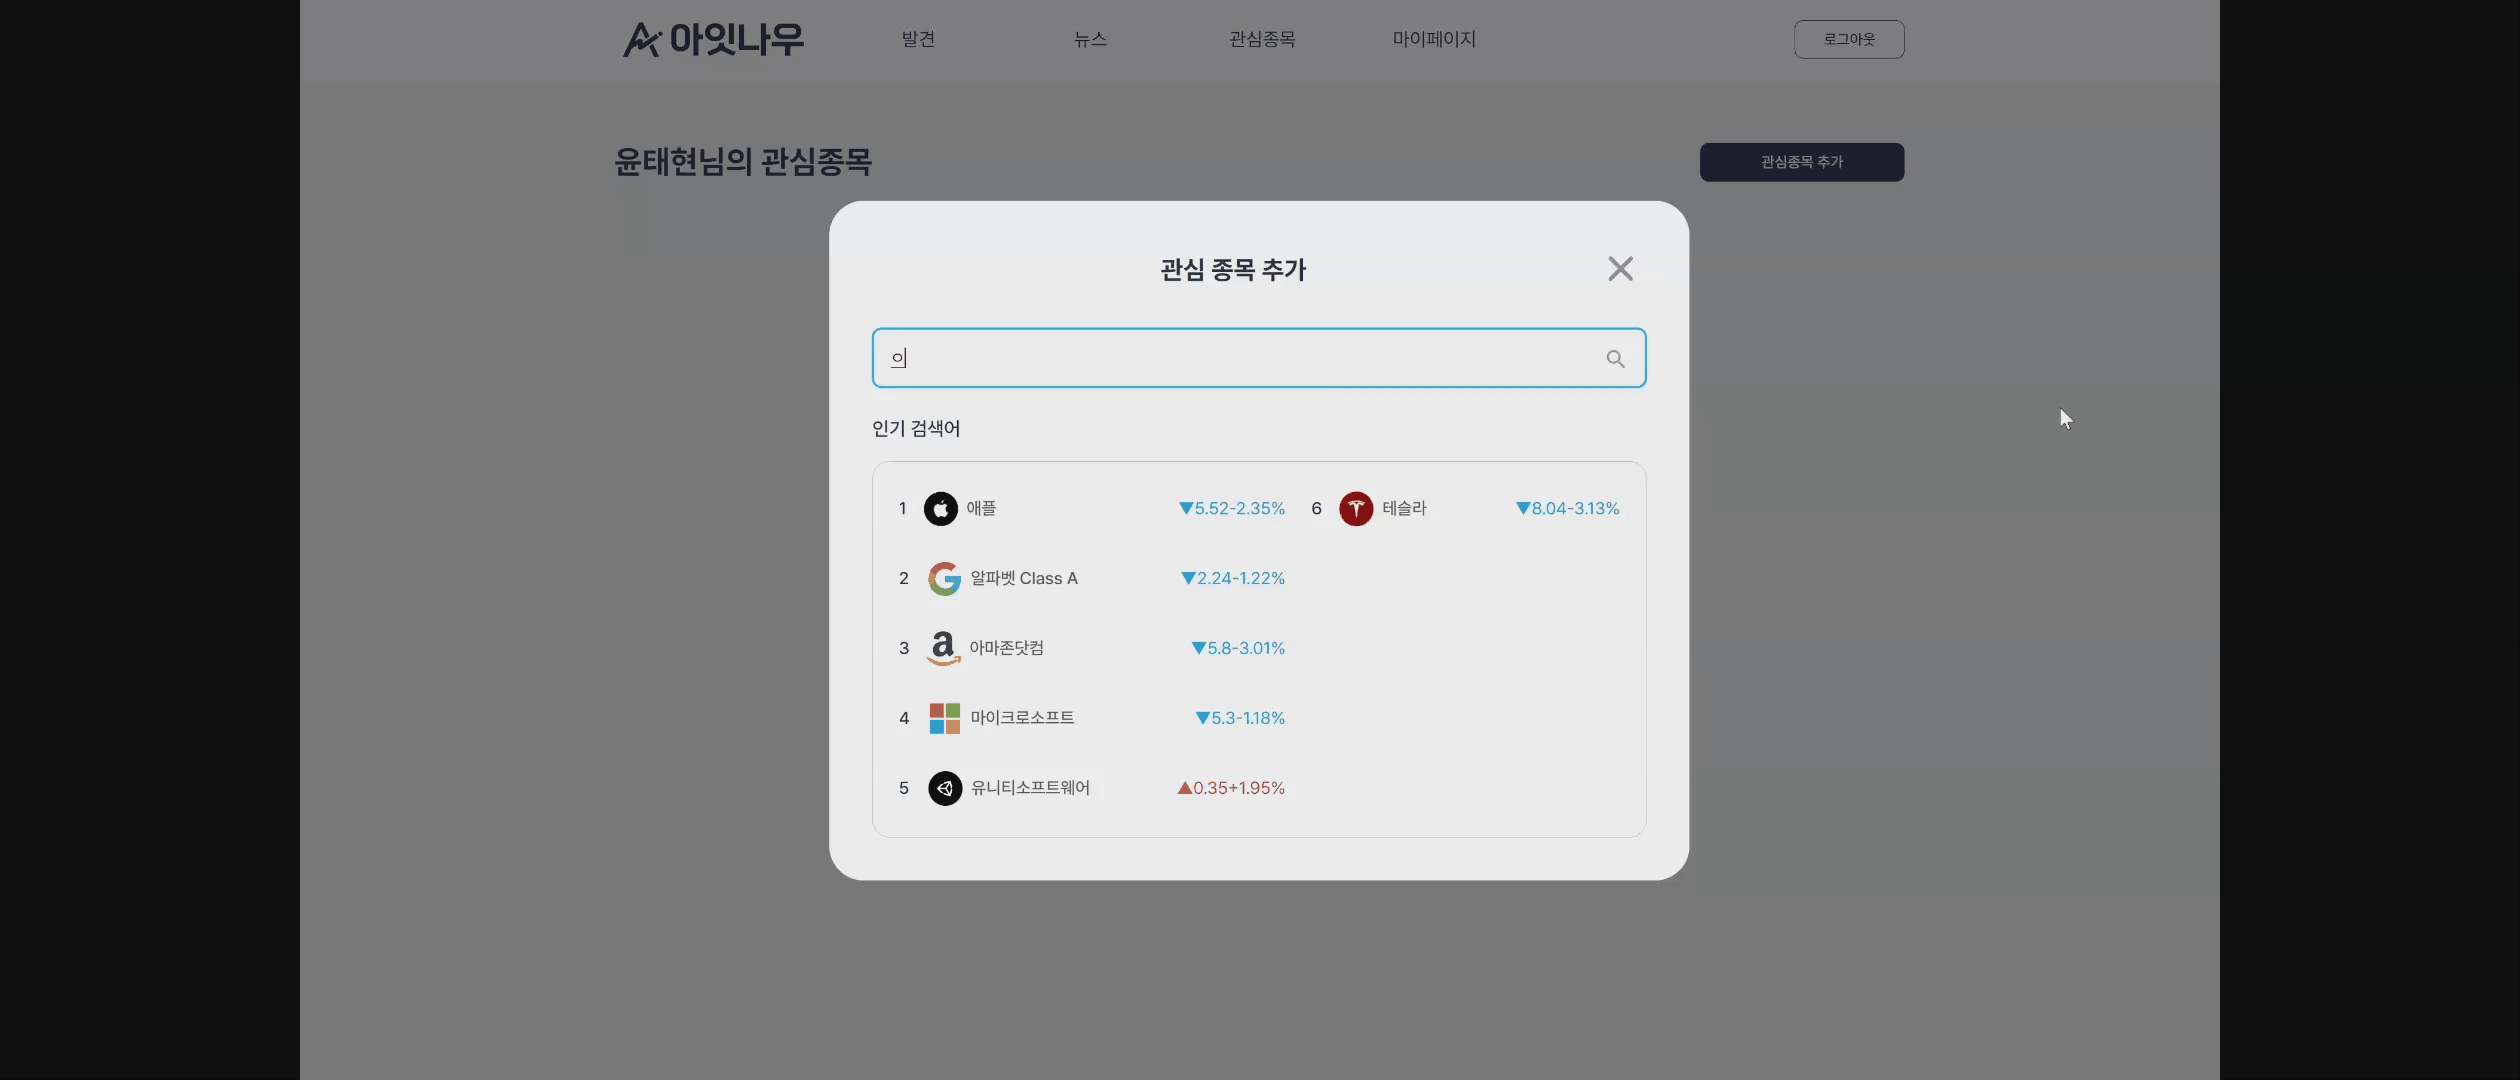 아잇나우
발견
뉴스
관심종목
마이페이지
로그아웃
윤태현님의 관심종목
관심종목 추가
관심 종목 추가
이
인기 검색어
1 애플 ▼5.52-2.35%
6 테슬라 ▼8.04-3.13%
2 알파벳 Class A ▼2.24-1.22%
3 아마존닷컴 ▼5.8-3.01%
4 마이크로소프트 ▼5.3-1.18%
5 유니티소프트웨어 ▲0.35+1.95%